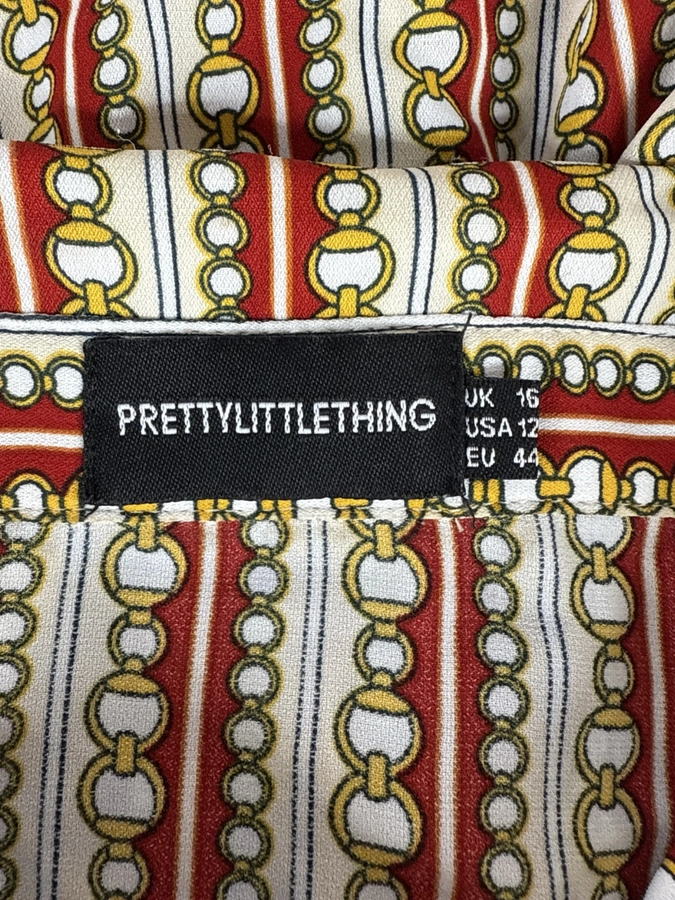 PRETTYLITTLETHING
UK 16
USA 12
EU 44